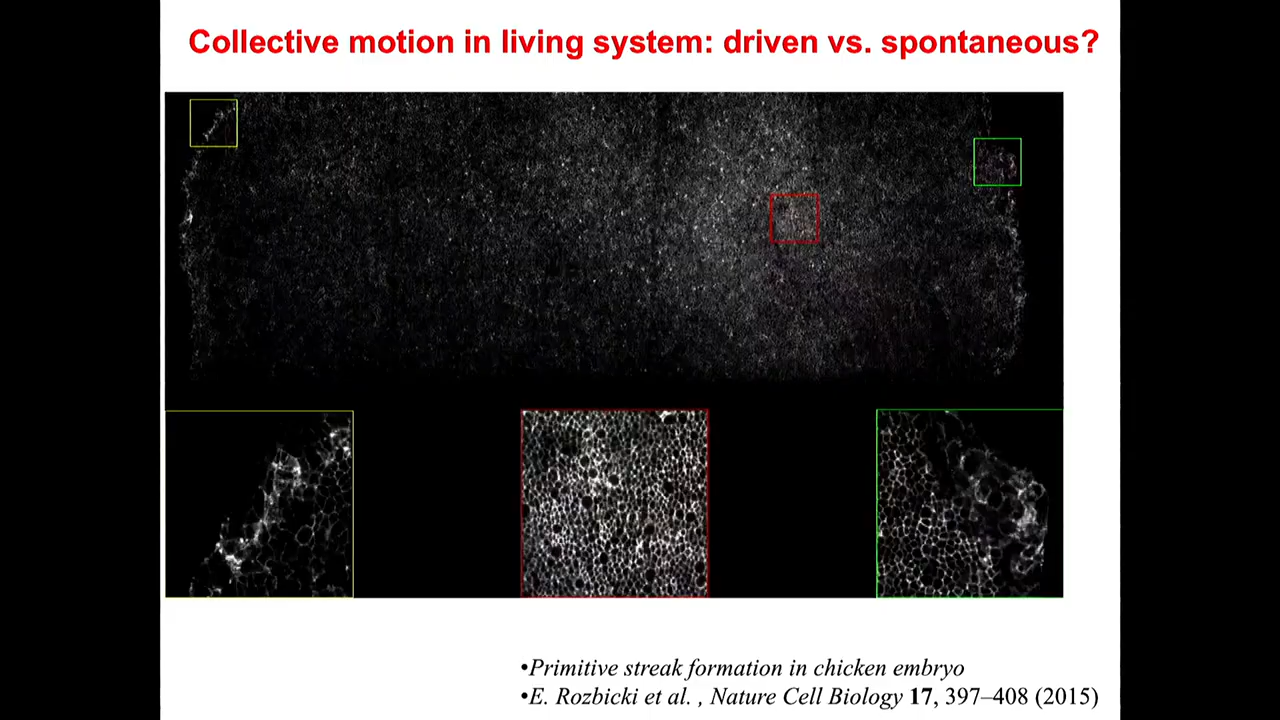 Collective motion in living system: driven vs. spontaneous?
•Primitive streak formation in chicken embryo
•E. Rozbicki et al. , Nature Cell Biology 17, 397–408 (2015)